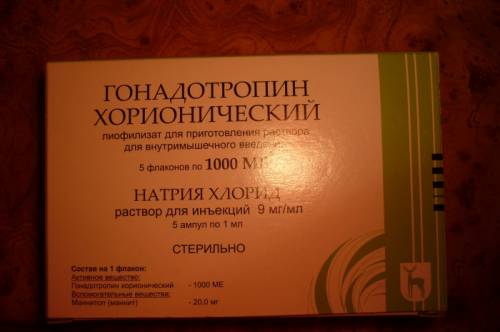 ГОНАДОТРОПИН
ХОРИОНИЧЕСКИЙ
лиофилизат для приготовления раствора
для внутримышечного введения
5 флаконов по 1000 МЕ
НАТРИЯ ХЛОРИД
раствор для инъекций 9 мг/мл
5 ампул по 1 мл
СТЕРИЛЬНО
Состав на 1 флакон:
Активное вещество:
Гонадотропин хорионический - 1000 МЕ
Вспомогательные вещества:
Маннитол (маннит) - 20,0 мг